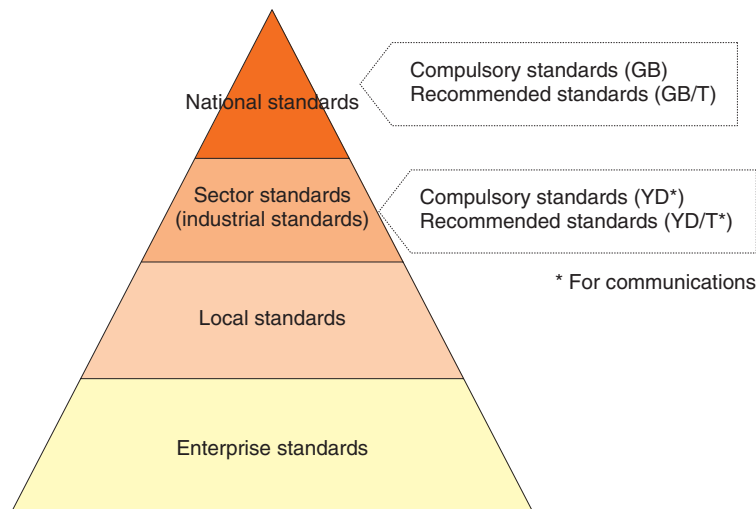 National standards
Compulsory standards (GB)
Recommended standards (GB/T)
Sector standards
(industrial standards)
Compulsory standards (YD*)
Recommended standards (YD/T*)
* For communications
Local standards
Enterprise standards